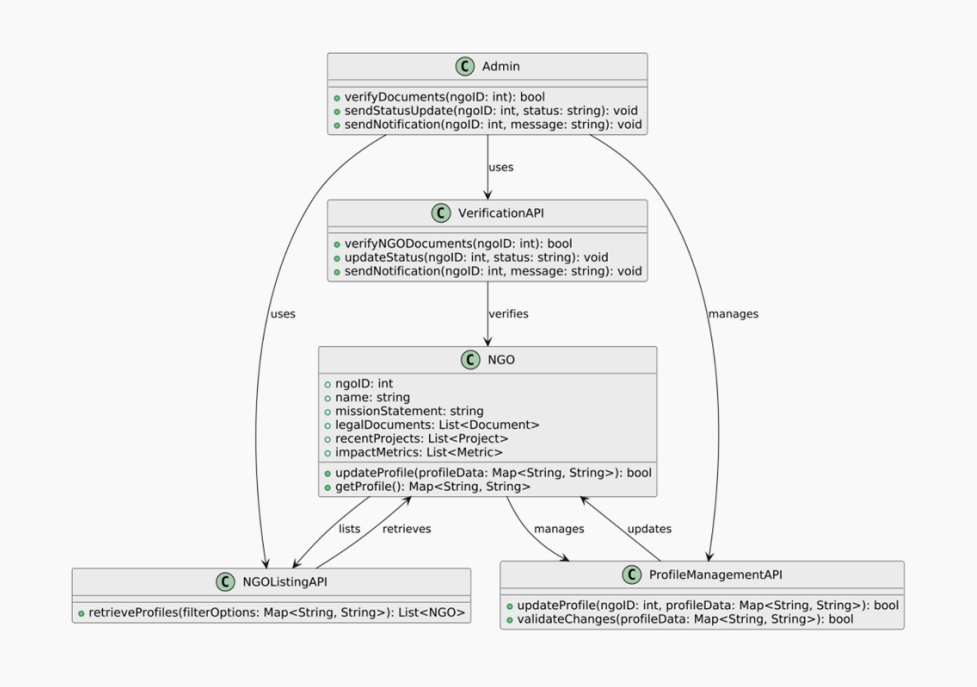 C Admin
verifyDocuments(ngoID: int): bool
sendStatusUpdate(ngoID: int, status: string): void
sendNotification(ngoID: int, message: string): void
uses
C VerificationAPI
verifyNGODocuments(ngoID: int): bool
updateStatus(ngoID: int, status: string): void
sendNotification(ngoID: int, message: string): void
uses
verifies
manages
C NGO
ngoID: int
name: string
missionStatement: string
legalDocuments: List<Document>
recentProjects: List<Project>
impactMetrics: List<Metric>
updateProfile(profileData: Map<String, String>): bool
getProfile(): Map<String, String>
lists
retrieves
manages
updates
C NGOListingAPI
retrieveProfiles(filterOptions: Map<String, String>): List<NGO>
C ProfileManagementAPI
updateProfile(ngoID: int, profileData: Map<String, String>): bool
validateChanges(profileData: Map<String, String>): bool